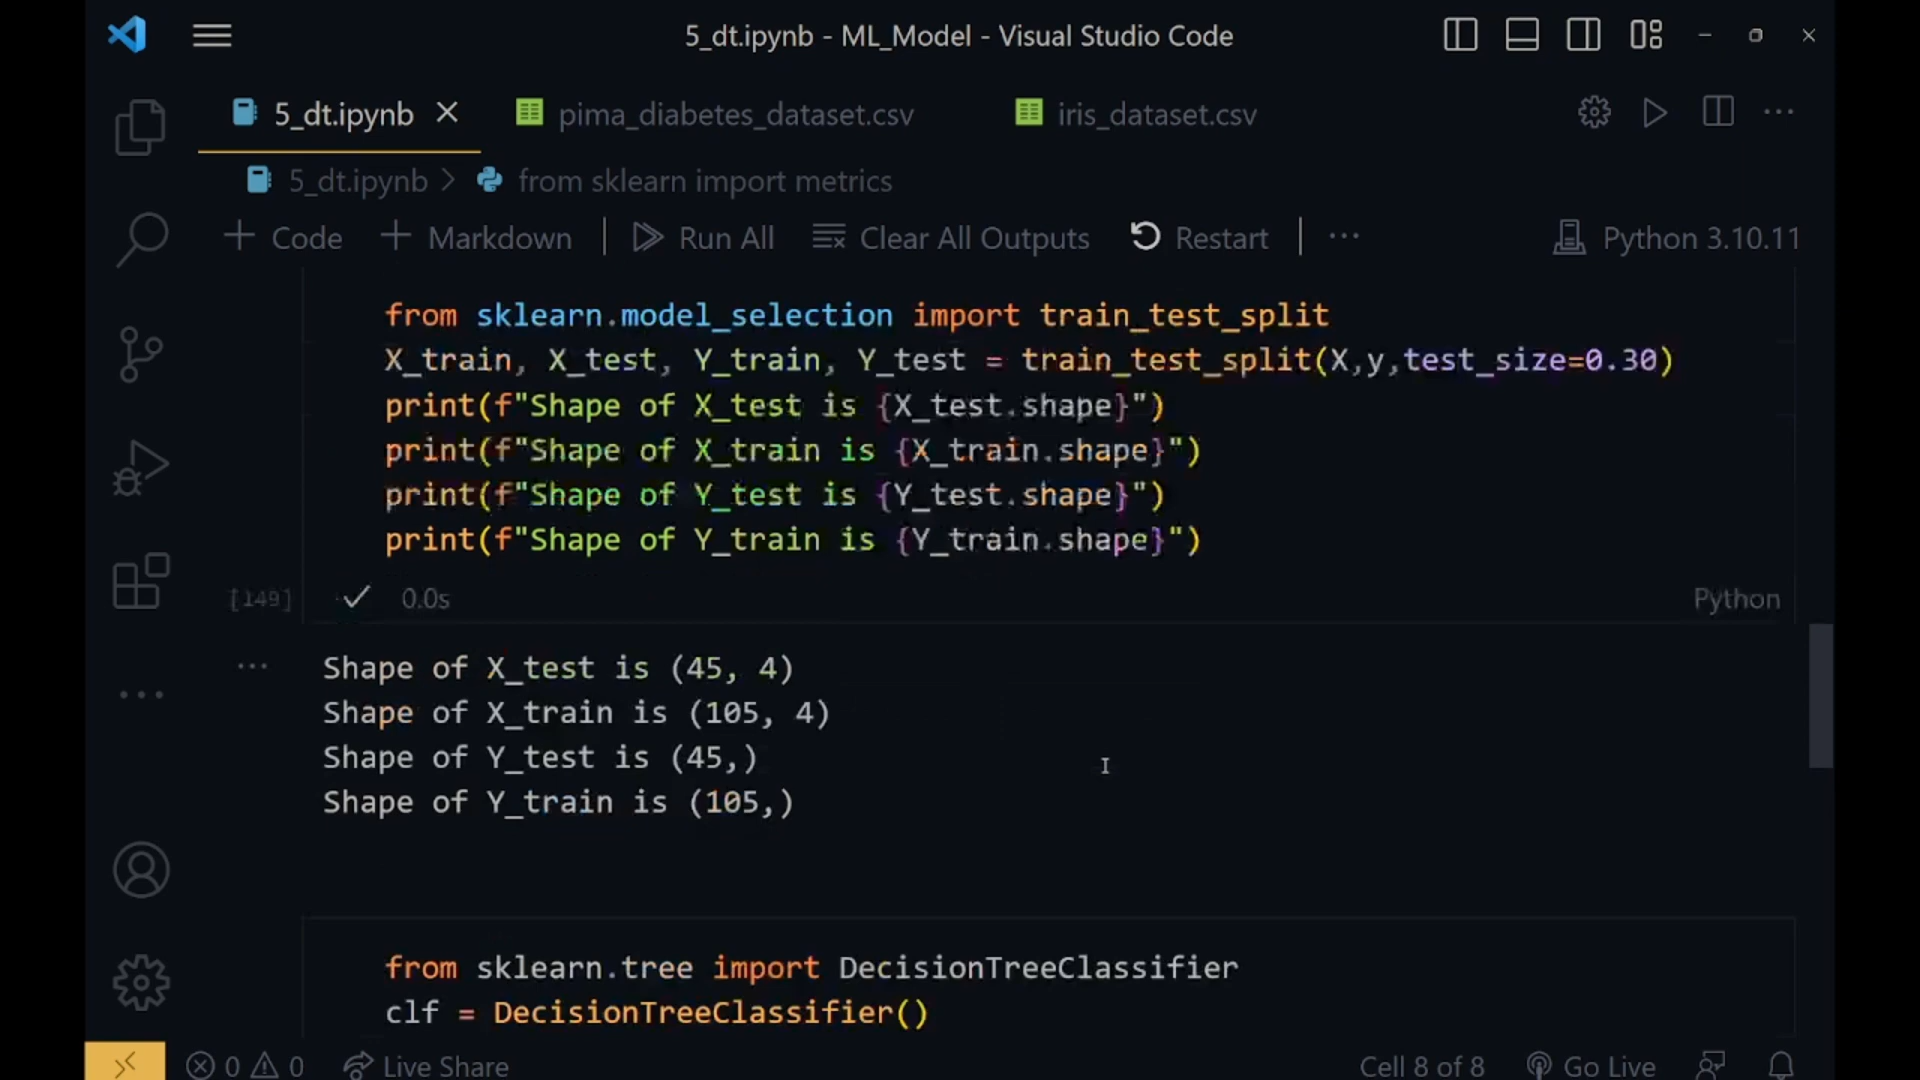 5_dt.ipynb - ML_Model - Visual Studio Code
5_dt.ipynb pima_diabetes_dataset.csv iris_dataset.csv
5_dt.ipynb > from sklearn import metrics
+ Code + Markdown | Run All Clear All Outputs Restart | ... Python 3.10.11
from sklearn.model_selection import train_test_split
X_train, X_test, Y_train, Y_test = train_test_split(X,y,test_size=0.30)
print(f"Shape of X_test is {X_test.shape}")
print(f"Shape of X_train is {X_train.shape}")
print(f"Shape of Y_test is {Y_test.shape}")
print(f"Shape of Y_train is {Y_train.shape}")
[149] 0.0s Python
Shape of X_test is (45, 4)
Shape of X_train is (105, 4)
Shape of Y_test is (45,)
Shape of Y_train is (105,)
from sklearn.tree import DecisionTreeClassifier
clf = DecisionTreeClassifier()
0 0 Live Share Cell 8 of 8 Go Live